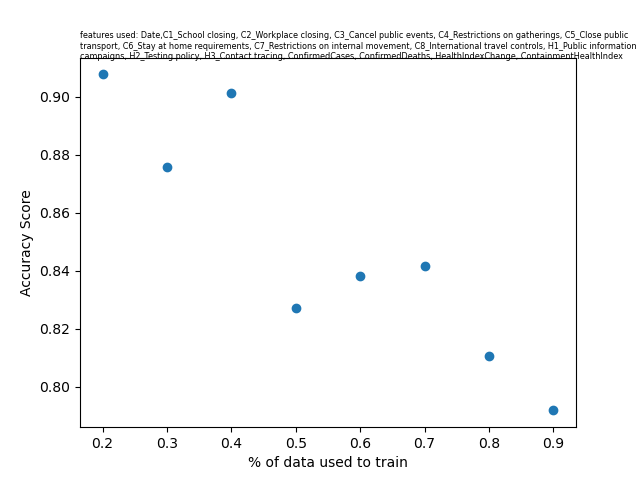 features used: Date,C1_School closing, C2_Workplace closing, C3_Cancel public events, C4_Restrictions on gatherings, C5_Close public
transport, C6_Stay at home requirements, C7_Restrictions on internal movement, C8_International travel controls, H1_Public information
campaigns, H2_Testing policy, H3_Contact tracing, ConfirmedCases, ConfirmedDeaths, HealthIndexChange, ContainmentHealthIndex
0.90
0.88
0.86
0.84
0.82
0.80
Accuracy Score
0.2 0.3 0.4 0.5 0.6 0.7 0.8 0.9
% of data used to train